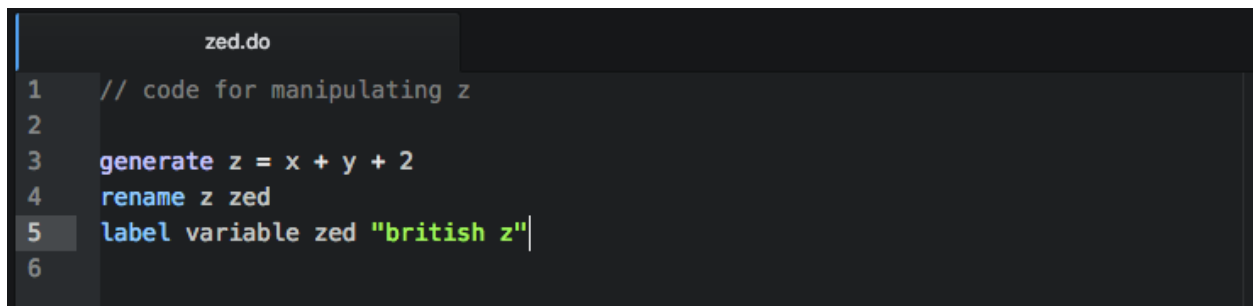 zed.do
1 // code for manipulating z
2
3 generate z = x + y + 2
4 rename z zed
5 label variable zed "british z"
6